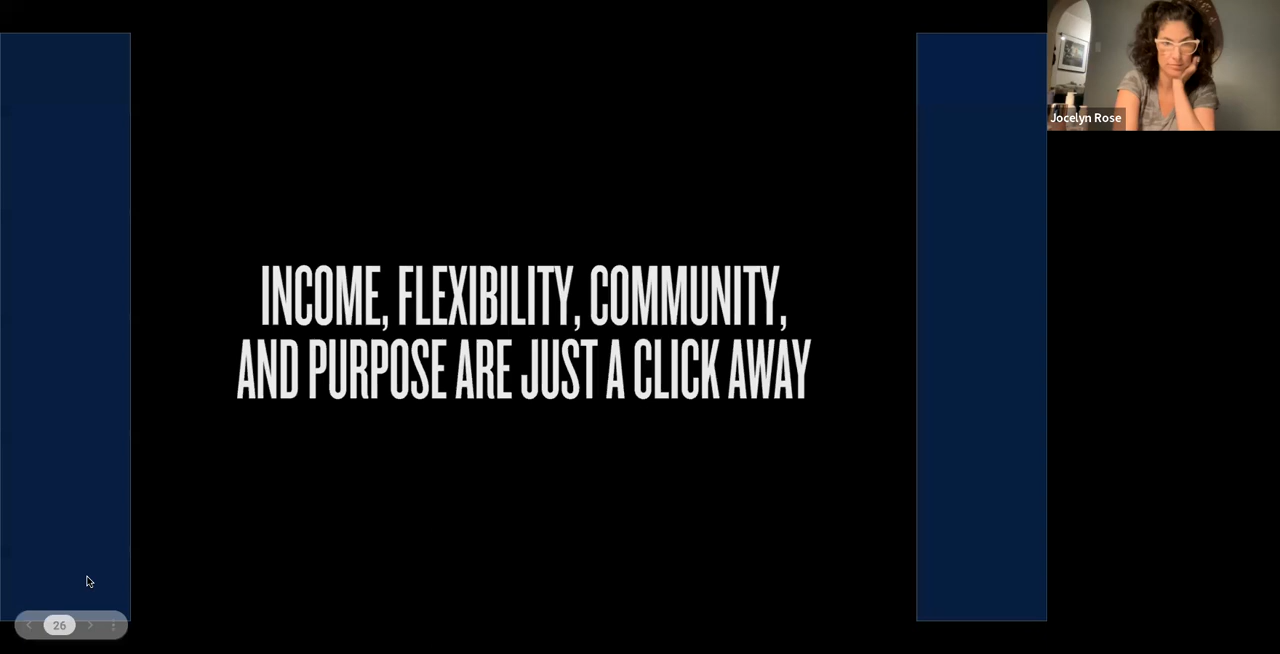 Jocelyn Rose
INCOME, FLEXIBILITY, COMMUNITY,
AND PURPOSE ARE JUST A CLICK AWAY
26